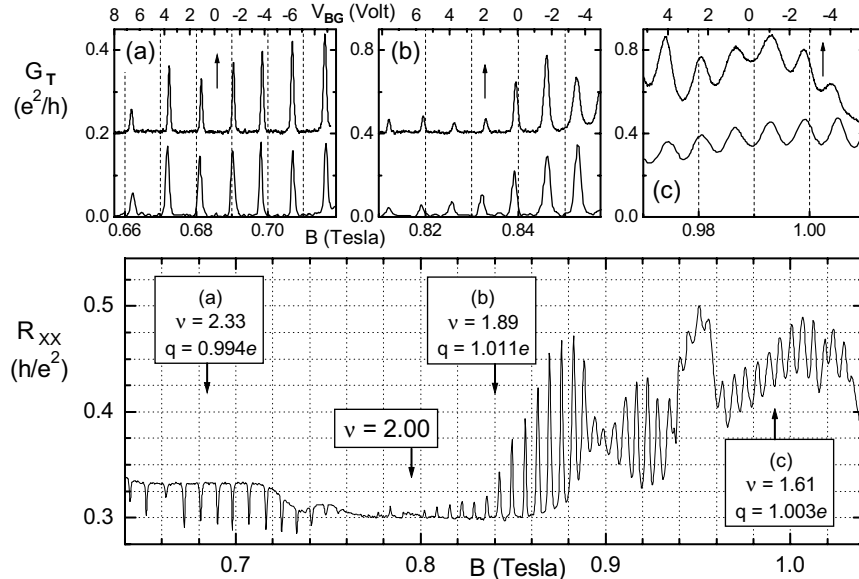 8 6 4 2 0 -2 -4 -6 V_BG (Volt) 6 4 2 0 -2 -4 4 2 0 -2 -4
G_T
(e²/h)
0.4
0.2
0.0
(a)
0.66 0.68 0.70
0.8
0.4
0.0
(b)
0.82 0.84
0.8
0.4
0.0
(c)
0.98 1.00
B (Tesla) B (Tesla)
R_XX
(h/e²)
0.5
0.4
0.3
(a)
ν = 2.33
q = 0.994e
(b)
ν = 1.89
q = 1.011e
ν = 2.00
(c)
ν = 1.61
q = 1.003e
0.7 0.8 0.9 1.0
B (Tesla)